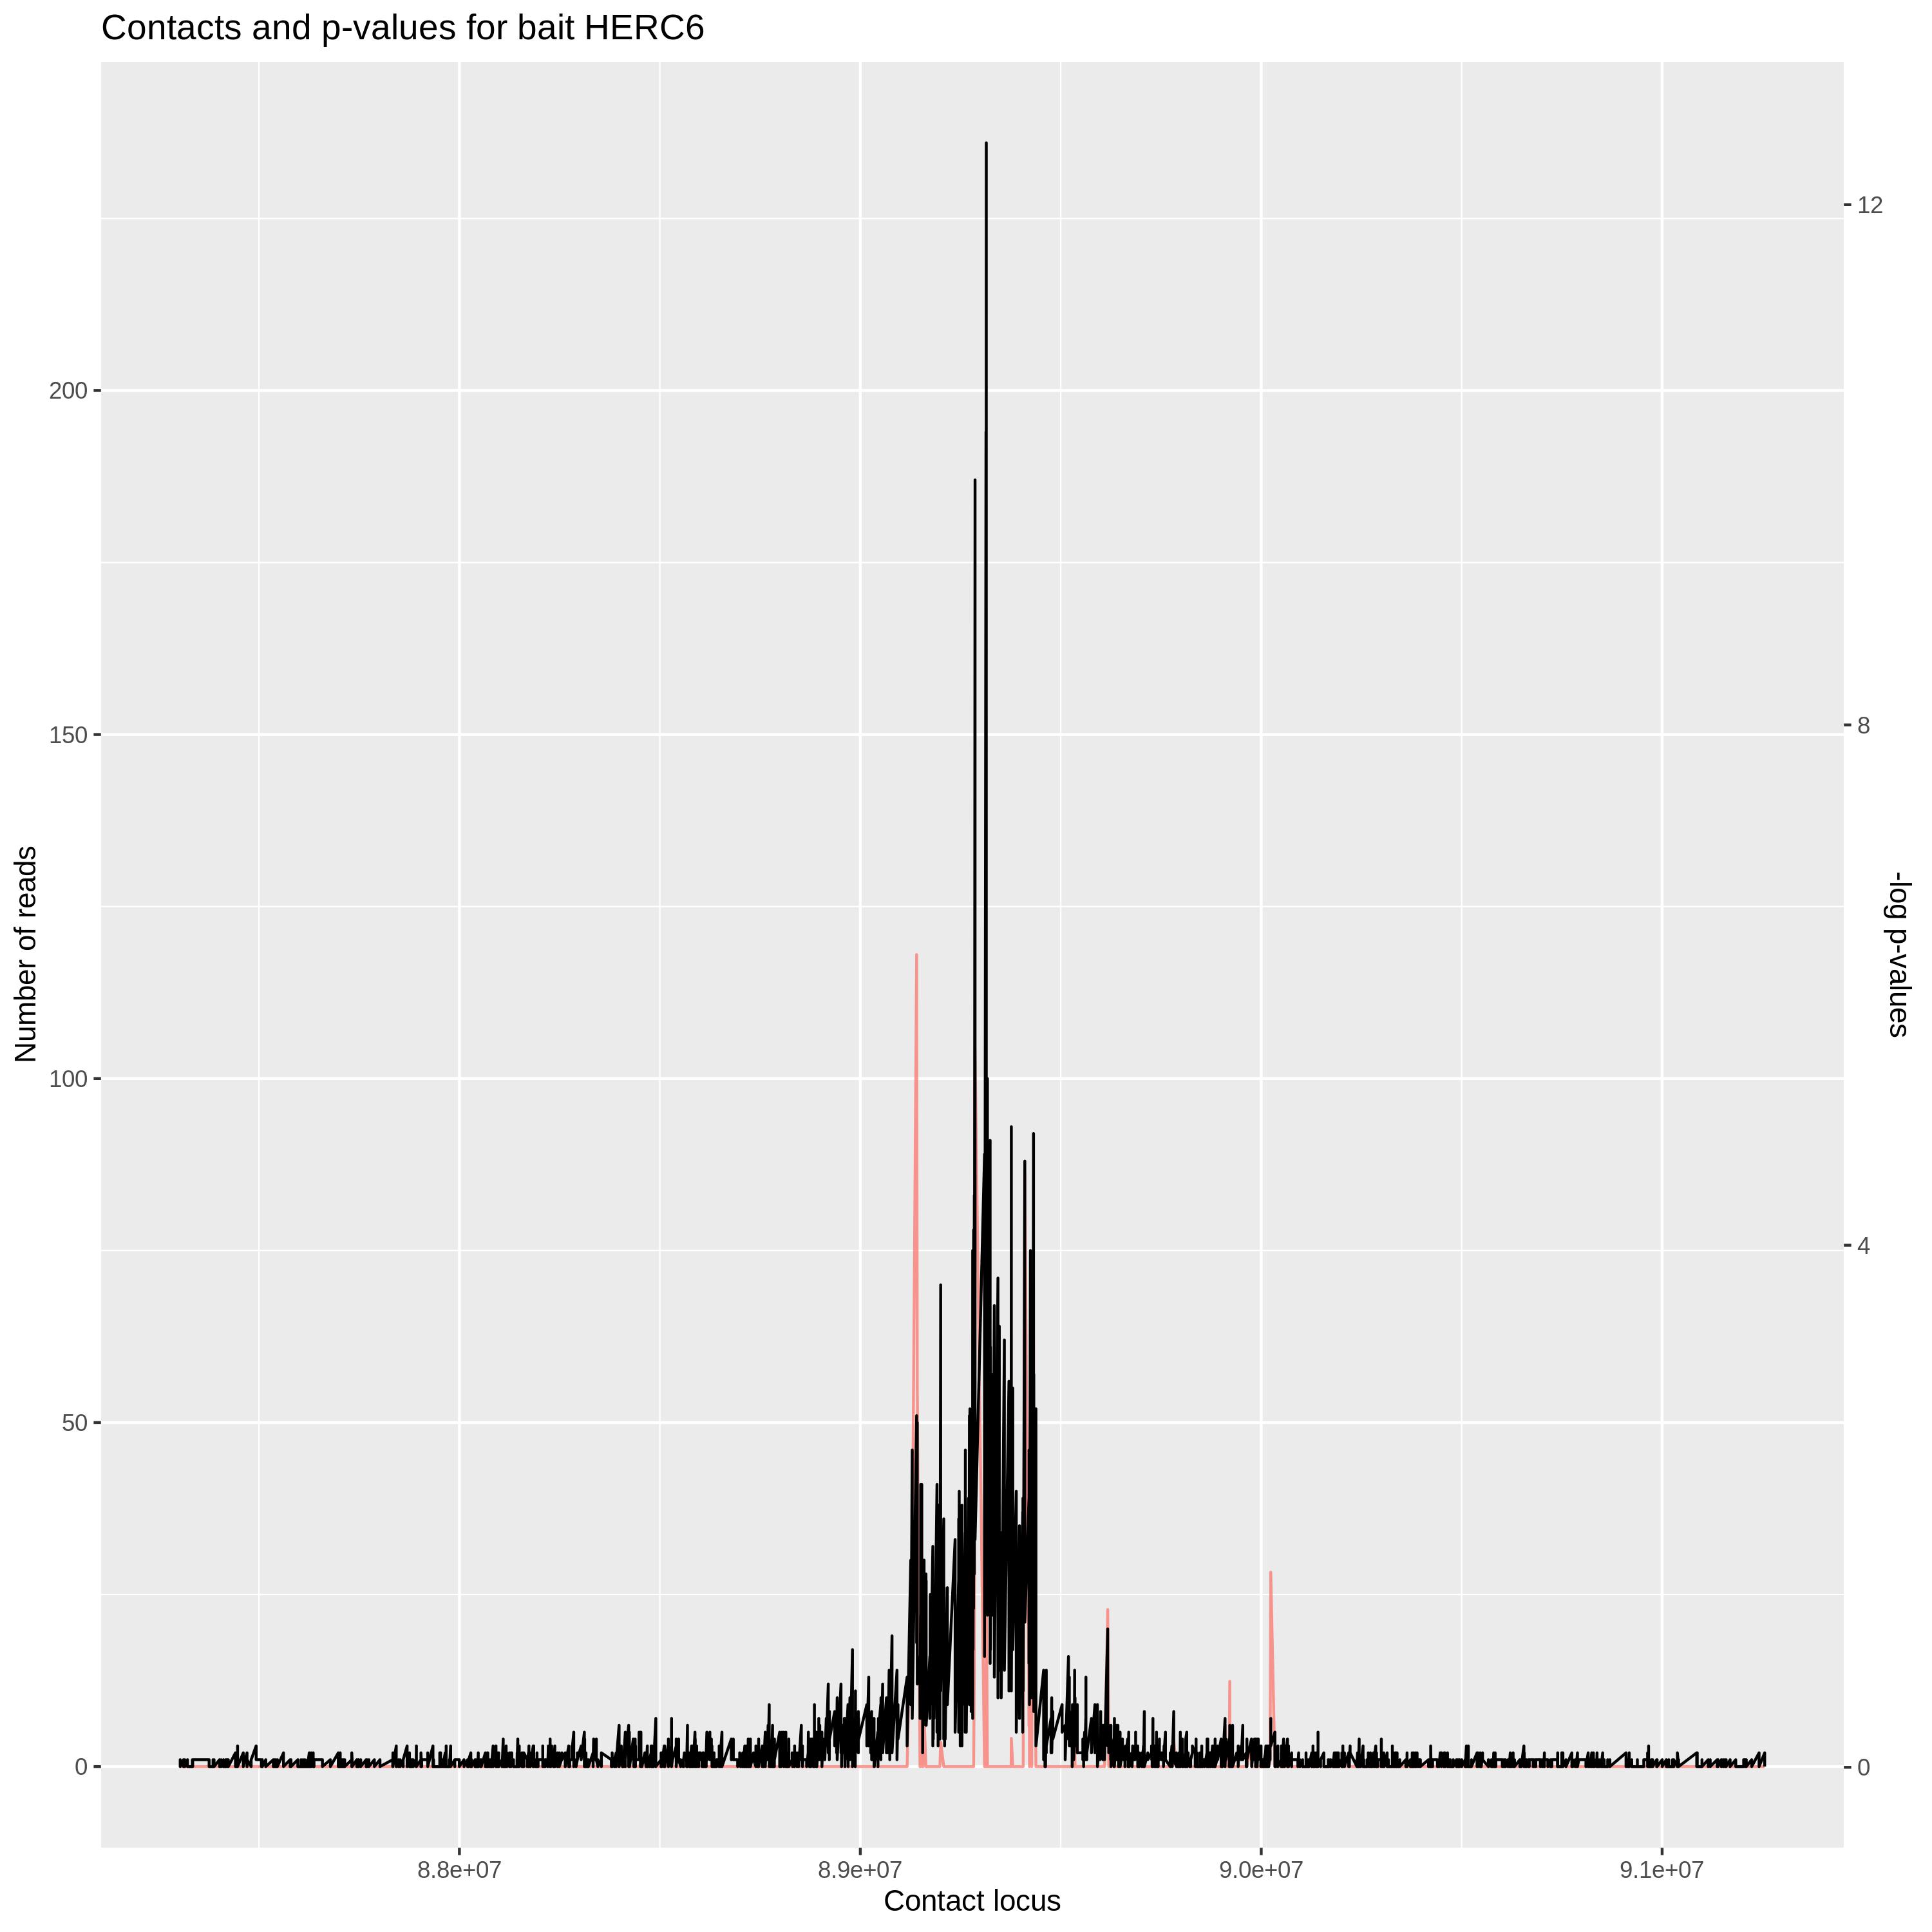 Contacts and p-values for bait HERC6
Number of reads
200
150
100
50
0
12
8
4
0
-log p-values
8.8e+07
8.9e+07
9.0e+07
9.1e+07
Contact locus